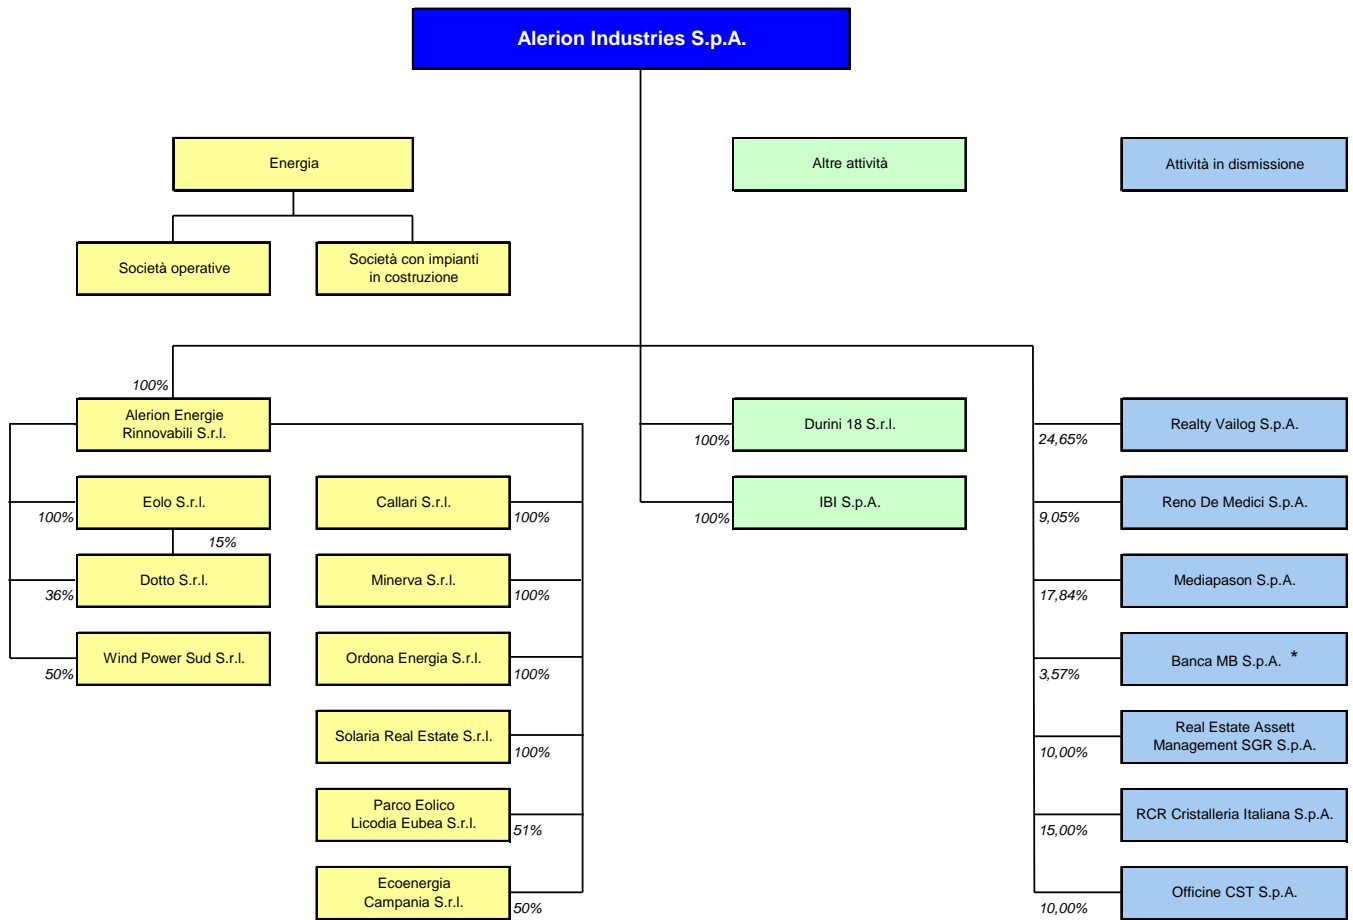 Alerion Industries S.p.A.
Energia
Altre attività
Attività in dismissione
Società operative
Società con impianti
in costruzione
100%
Alerion Energie
Rinnovabili S.r.l.
Durini 18 S.r.l.
100%
Realty Vailog S.p.A.
24,65%
Eolo S.r.l.
100%
Callari S.r.l.
100%
IBI S.p.A.
100%
Reno De Medici S.p.A.
9,05%
15%
Dotto S.r.l.
36%
Minerva S.r.l.
100%
Mediapason S.p.A.
17,84%
Wind Power Sud S.r.l.
50%
Ordona Energia S.r.l.
100%
Banca MB S.p.A. *
3,57%
Solaria Real Estate S.r.l.
100%
Real Estate Assett
Management SGR S.p.A.
10,00%
Parco Eolico
Licodia Eubea S.r.l.
51%
RCR Cristalleria Italiana S.p.A.
15,00%
Ecoenergia
Campania S.r.l.
50%
Officine CST S.p.A.
10,00%